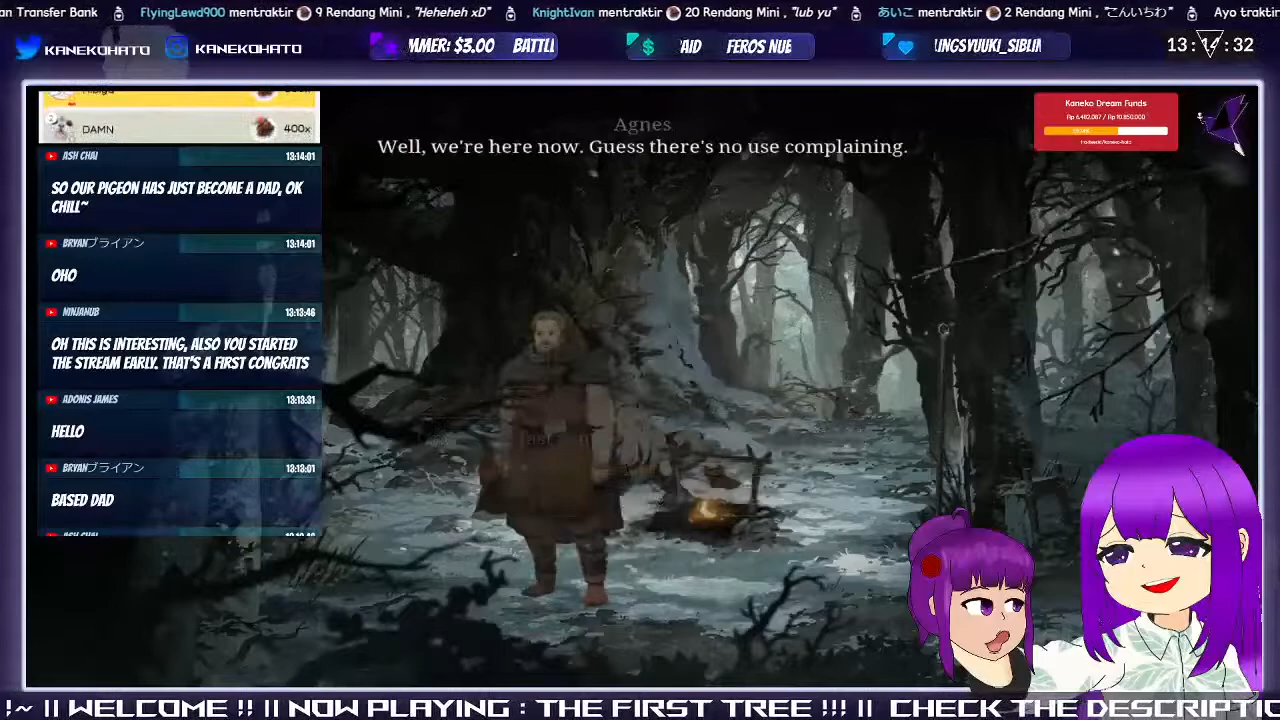 an Transfer Bank FlyingLewd900 mentraktir 9 Rendang Mini , "Heheheh xD" KnightIvan mentraktir 20 Rendang Mini , "lub yu" あいこ mentraktir 2 Rendang Mini , "こんいちわ" Ayo trakti
KANEKOHATO KANEKOHATO MMER: $3.00 BATTL AID FEROS NUE UNGSYUUKI_SIBLIN 13:14:32
DAMN 400x
Kaneko Dream Funds
Agnes
Well, we're here now. Guess there's no use complaining.
ASH CHAI 13:14:01
SO OUR PIGEON HAS JUST BECOME A DAD, OK
CHILL~
BRYANブライアン 13:14:01
OHO
NINJANUB 13:13:46
OH THIS IS INTERESTING, ALSO YOU STARTED
THE STREAM EARLY. THAT'S A FIRST CONGRATS
ADONIS JAMES 13:13:31
HELLO
BRYANブライアン 13:13:01
BASED DAD
!~ || WELCOME !! || NOW PLAYING : THE FIRST TREE !!! || CHECK THE DESCRIPTIO